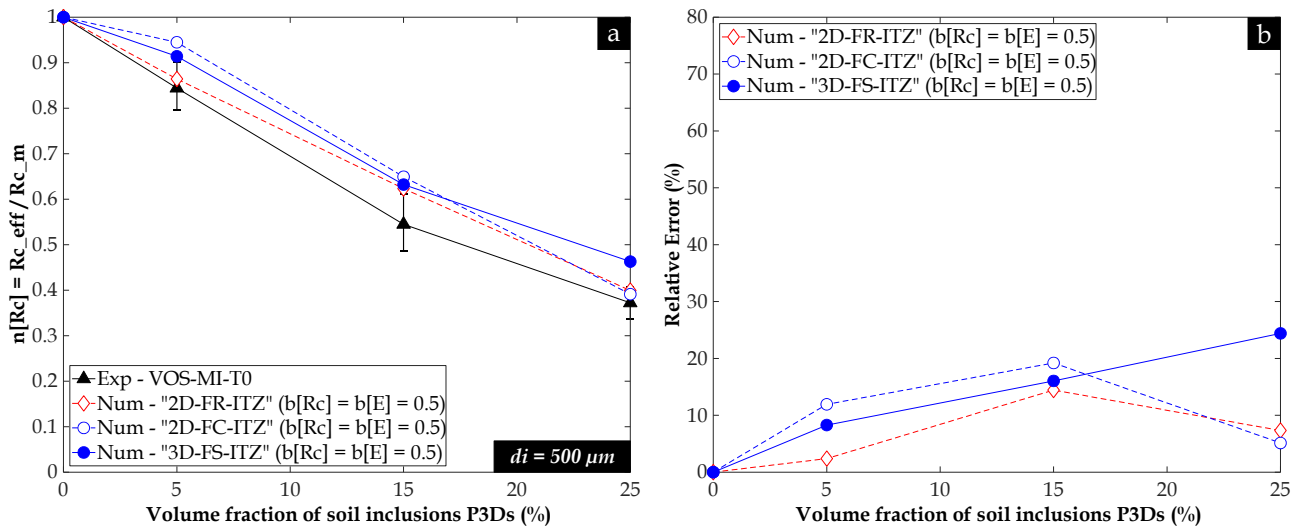 1
0.9
0.8
0.7
0.6
0.5
0.4
0.3
0.2
0.1
0
n[Rc] = Rc_eff / Rc_m
a
Exp - VOS-MI-T0
Num - "2D-FR-ITZ" (b[Rc] = b[E] = 0.5)
Num - "2D-FC-ITZ" (b[Rc] = b[E] = 0.5)
Num - "3D-FS-ITZ" (b[Rc] = b[E] = 0.5)
di = 500 μm
0 5 10 15 20 25
Volume fraction of soil inclusions P3Ds (%)
80
70
60
50
40
30
20
10
0
Relative Error (%)
b
Num - "2D-FR-ITZ" (b[Rc] = b[E] = 0.5)
Num - "2D-FC-ITZ" (b[Rc] = b[E] = 0.5)
Num - "3D-FS-ITZ" (b[Rc] = b[E] = 0.5)
0 5 10 15 20 25
Volume fraction of soil inclusions P3Ds (%)